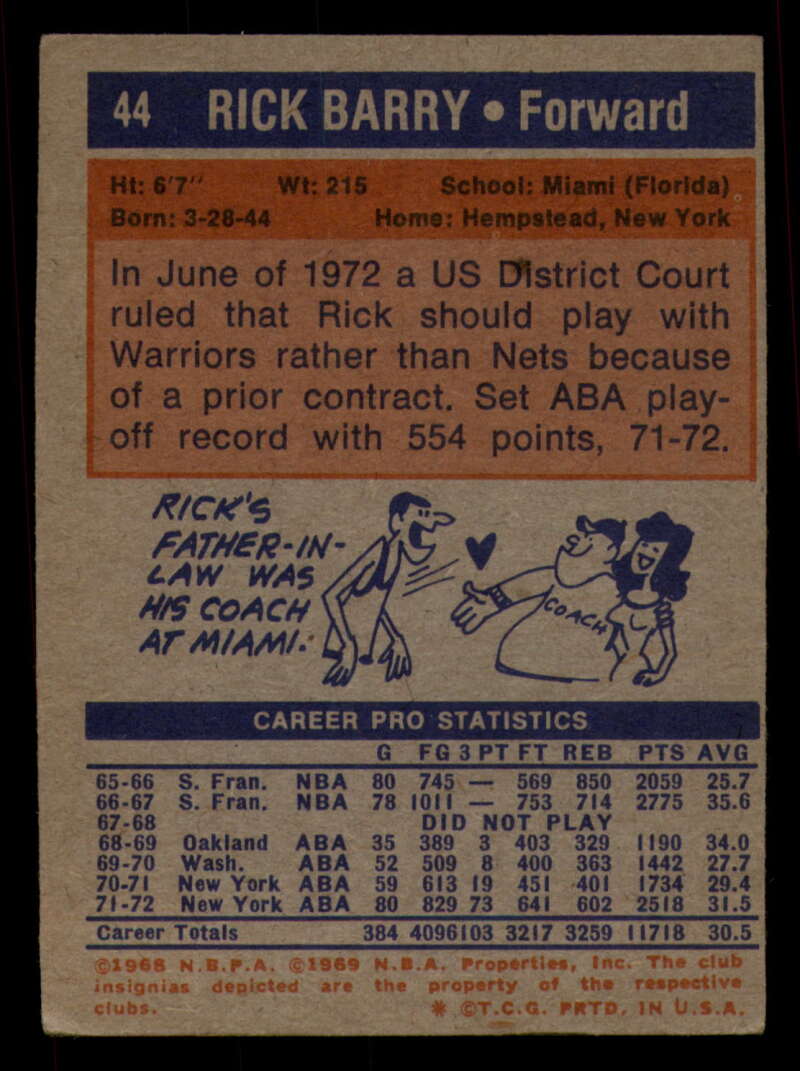 44 RICK BARRY • Forward
Ht: 6'7" Wt: 215 School: Miami (Florida)
Born: 3-28-44 Home: Hempstead, New York
In June of 1972 a US District Court
ruled that Rick should play with
Warriors rather than Nets because
of a prior contract. Set ABA play-
off record with 554 points, 71-72.
RICK'S
FATHER-IN-
LAW WAS
HIS COACH
AT MIAMI.
COACH
CAREER PRO STATISTICS
G FG 3 PT FT REB PTS AVG
65-66 S. Fran. NBA 80 745 — 569 850 2059 25.7
66-67 S. Fran. NBA 78 1011 — 753 714 2775 35.6
67-68 DID NOT PLAY
68-69 Oakland ABA 35 389 3 403 329 1190 34.0
69-70 Wash. ABA 52 509 8 400 363 1442 27.7
70-71 New York ABA 59 613 19 451 401 1734 29.4
71-72 New York ABA 80 829 73 641 602 2518 31.5
Career Totals 384 4096 103 3217 3259 11718 30.5
©1968 N.B.P.A. ©1969 N.B.A. Properties, Inc. The club
insignias depicted are the property of the respective
clubs. * ©T.C.G. PRTD. IN U.S.A.